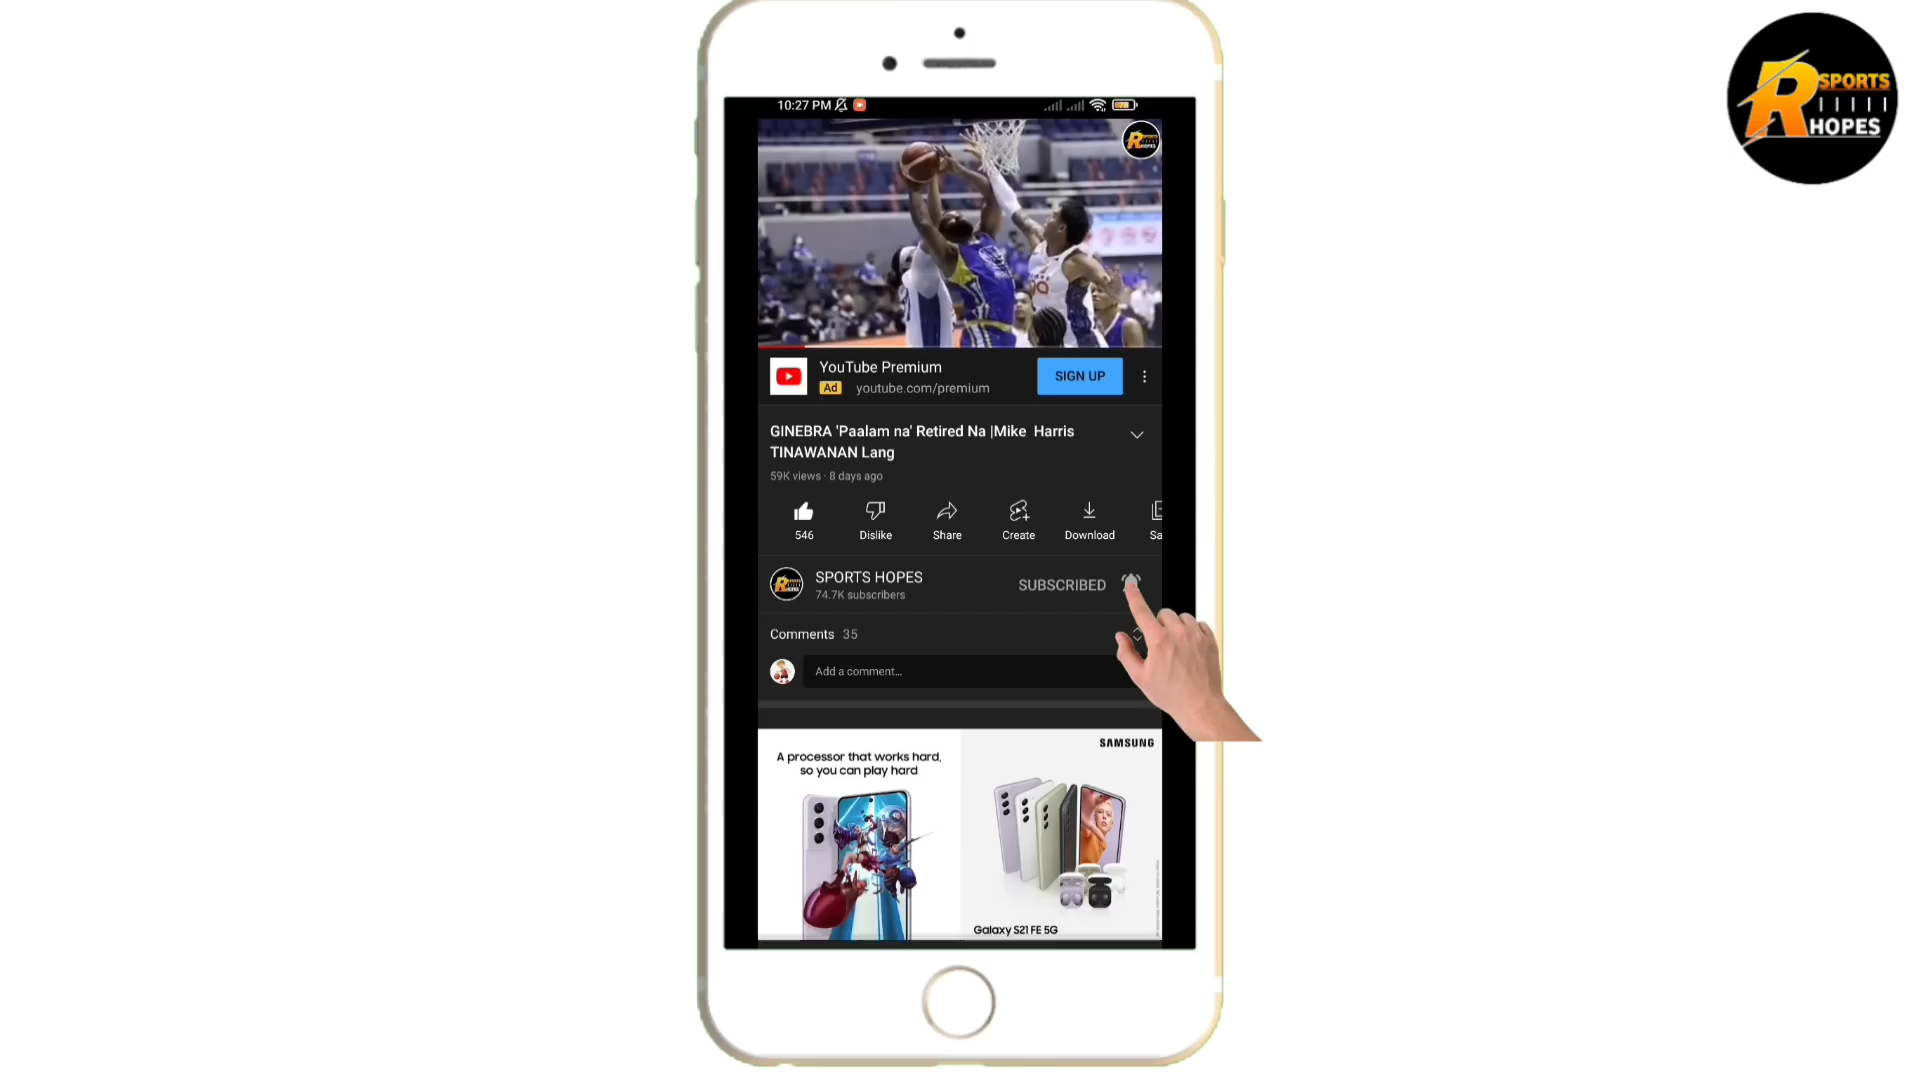 SPORTS
HOPES
10:27 PM
78
YouTube Premium
Ad youtube.com/premium
SIGN UP
GINEBRA 'Paalam na' Retired Na |Mike Harris
TINAWANAN Lang
59K views · 8 days ago
546
Dislike
Share
Create
Download
Sa
SPORTS HOPES
74.7K subscribers
SUBSCRIBED
Comments 35
Add a comment...
A processor that works hard,
so you can play hard
SAMSUNG
Galaxy S21 FE 5G